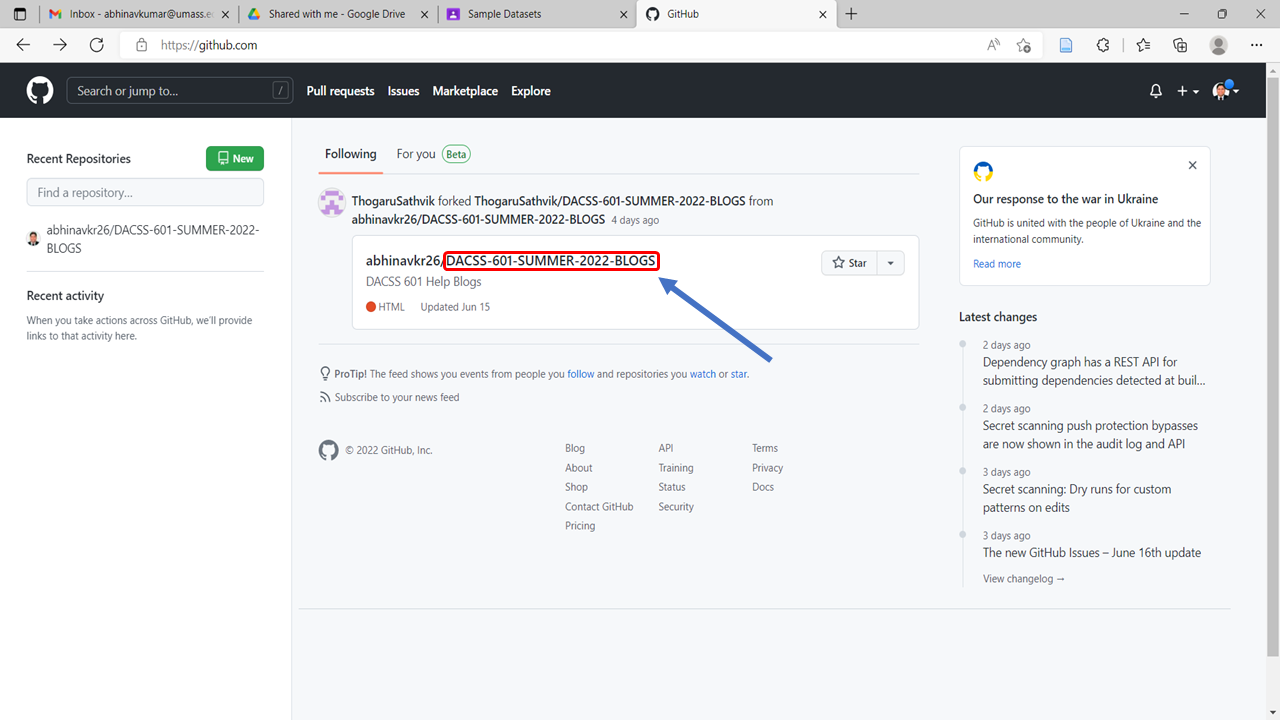 Inbox - abhinavkumar@umass.e
Shared with me - Google Drive
Sample Datasets
GitHub
https://github.com
Search or jump to...
/
Pull requests
Issues
Marketplace
Explore
Recent Repositories
New
Find a repository...
abhinavkr26/DACSS-601-SUMMER-2022-
BLOGS
Recent activity
When you take actions across GitHub, we'll provide
links to that activity here.
Following
For you
Beta
ThogaruSathvik forked ThogaruSathvik/DACSS-601-SUMMER-2022-BLOGS from
abhinavkr26/DACSS-601-SUMMER-2022-BLOGS 4 days ago
abhinavkr26/DACSS-601-SUMMER-2022-BLOGS
Star
DACSS 601 Help Blogs
HTML
Updated Jun 15
ProTip! The feed shows you events from people you follow and repositories you watch or star.
Subscribe to your news feed
© 2022 GitHub, Inc.
Blog
About
Shop
Contact GitHub
Pricing
API
Training
Status
Security
Terms
Privacy
Docs
Our response to the war in Ukraine
GitHub is united with the people of Ukraine and the
international community.
Read more
Latest changes
2 days ago
Dependency graph has a REST API for
submitting dependencies detected at buil...
2 days ago
Secret scanning push protection bypasses
are now shown in the audit log and API
3 days ago
Secret scanning: Dry runs for custom
patterns on edits
3 days ago
The new GitHub Issues – June 16th update
View changelog →